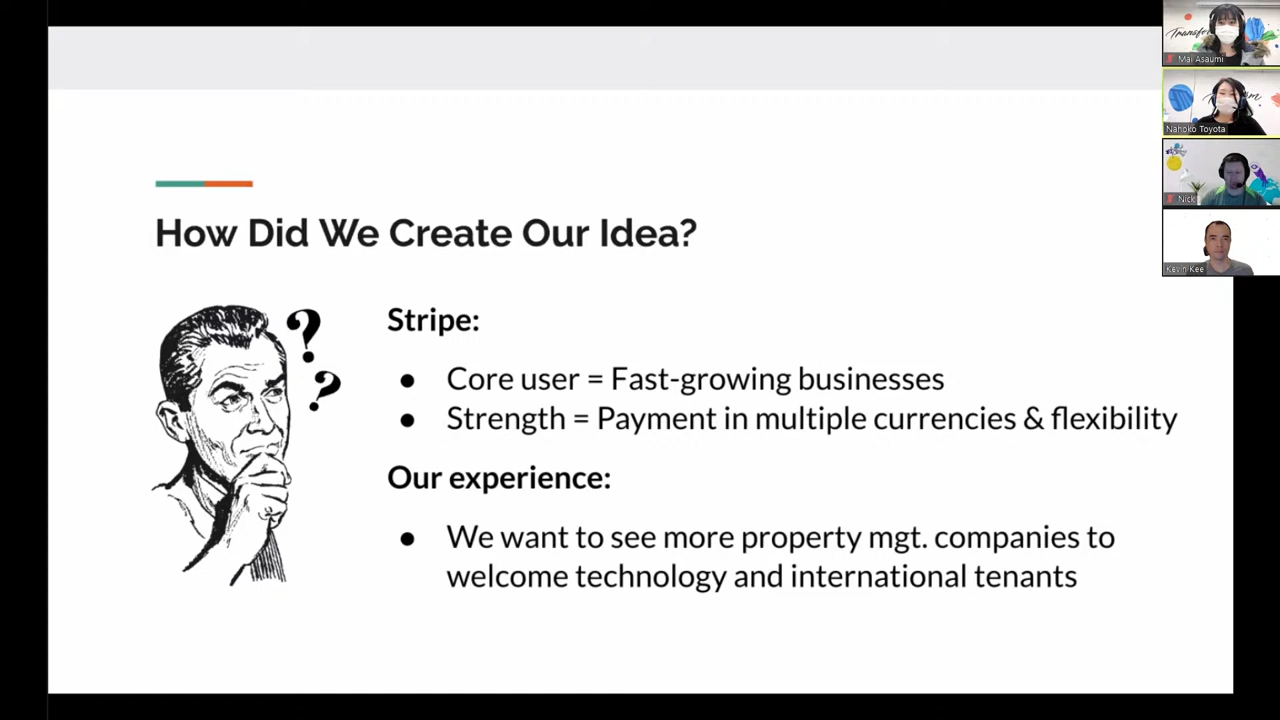 How Did We Create Our Idea?
?
?
Stripe:
● Core user = Fast-growing businesses
● Strength = Payment in multiple currencies & flexibility
Our experience:
● We want to see more property mgt. companies to
welcome technology and international tenants
Mai Asaumi
Nahoko Toyota
Nick
Kevin Kee